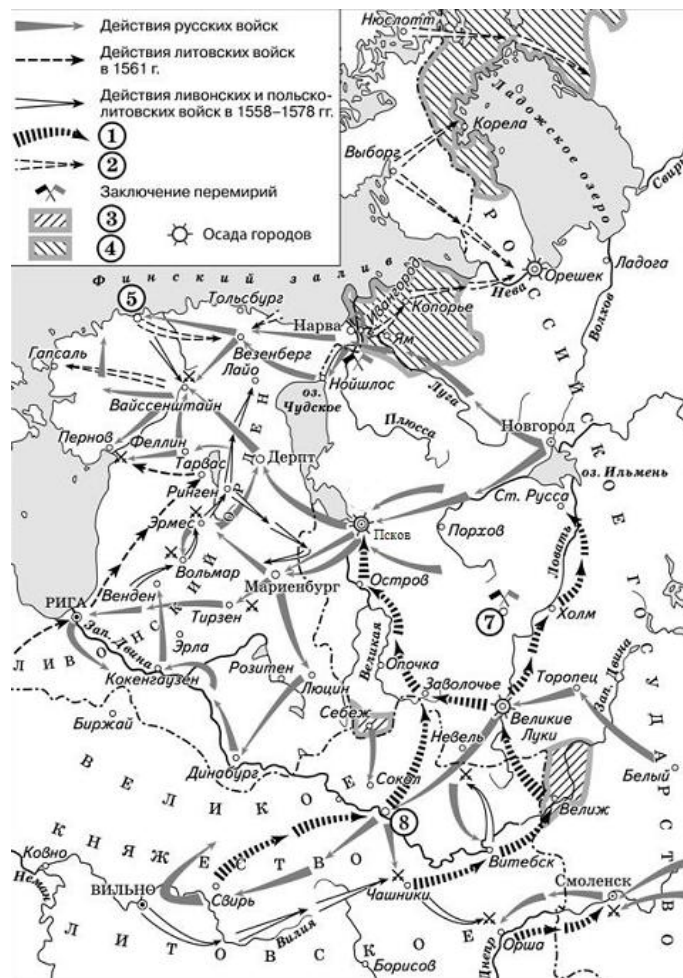 Действия русских войск
Действия литовских войск
в 1561 г.
Действия ливонских и польско-
литовских войск в 1558–1578 гг.
1
2
Заключение перемирий
3
4
Осада городов
Нюслотт
Ладожское озеро
Корела
Выборг
Свирь
РОССИЙСКОЕ ГОСУДАРСТВО
Финский залив
Орешек
Нева
Ладога
Волхов
5
Тольсбург
Нарва
Ивангород
Копорье
Ям
Гапсаль
Везенберг
Лайо
Нойшлос
оз.
Чудское
Луга
Вайссенштайн
Плюсса
Новгород
Пернов
Феллин
Дерпт
оз. Ильмень
Тарвас
Ринген
Псков
Порхов
Ст. Русса
Эрмес
Ловать
Вольмар
Остров
Мариенбург
Венден
РИГА
Тирзен
7
Холм
Зап. Двина
ЛИВОНСКИЙ ОРДЕН
Эрла
Великая
Опочка
Кокенгаузен
Розитен
Люцин
Заволочье
Торопец
Зап. Двина
Себеж
Великие
Луки
Биржай
Невель
Динабург
Сокол
Белый
8
Велиж
ВЕЛИКОЕ
КНЯЖЕСТВО
Ковно
Неман
Витебск
ВИЛЬНО
Свирь
Чашники
Смоленск
Вилия
ЛИТОВСКОЕ
Орша
Днепр
Борисов